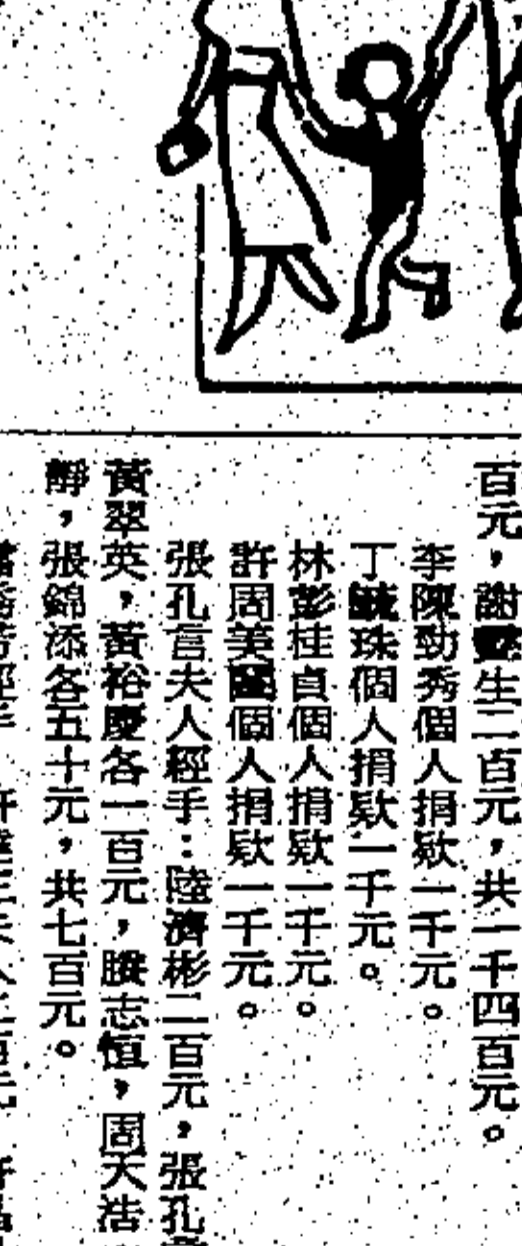 百元，謝生二百元，共一千四百元。
李陳勁秀個人捐欵一千元。
丁珠個人捐欵一千元。
林彭桂貞個人捐欵一千元。
許周美個人捐欵一千元。
張孔言夫人經手：陸濟彬二百元，張孔
黃翠英，黃裕慶各一百元，滕志恒，周天浩
靜，張錦添各五十元，共七百元。
經手